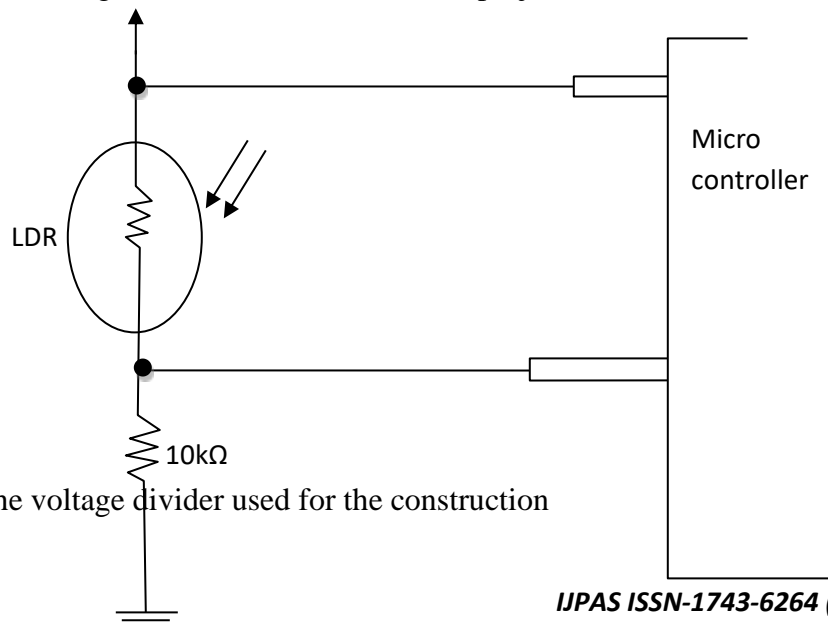 Micro
controller
LDR
10kΩ
he voltage divider used for the construction
IJPAS ISSN-1743-6264 (